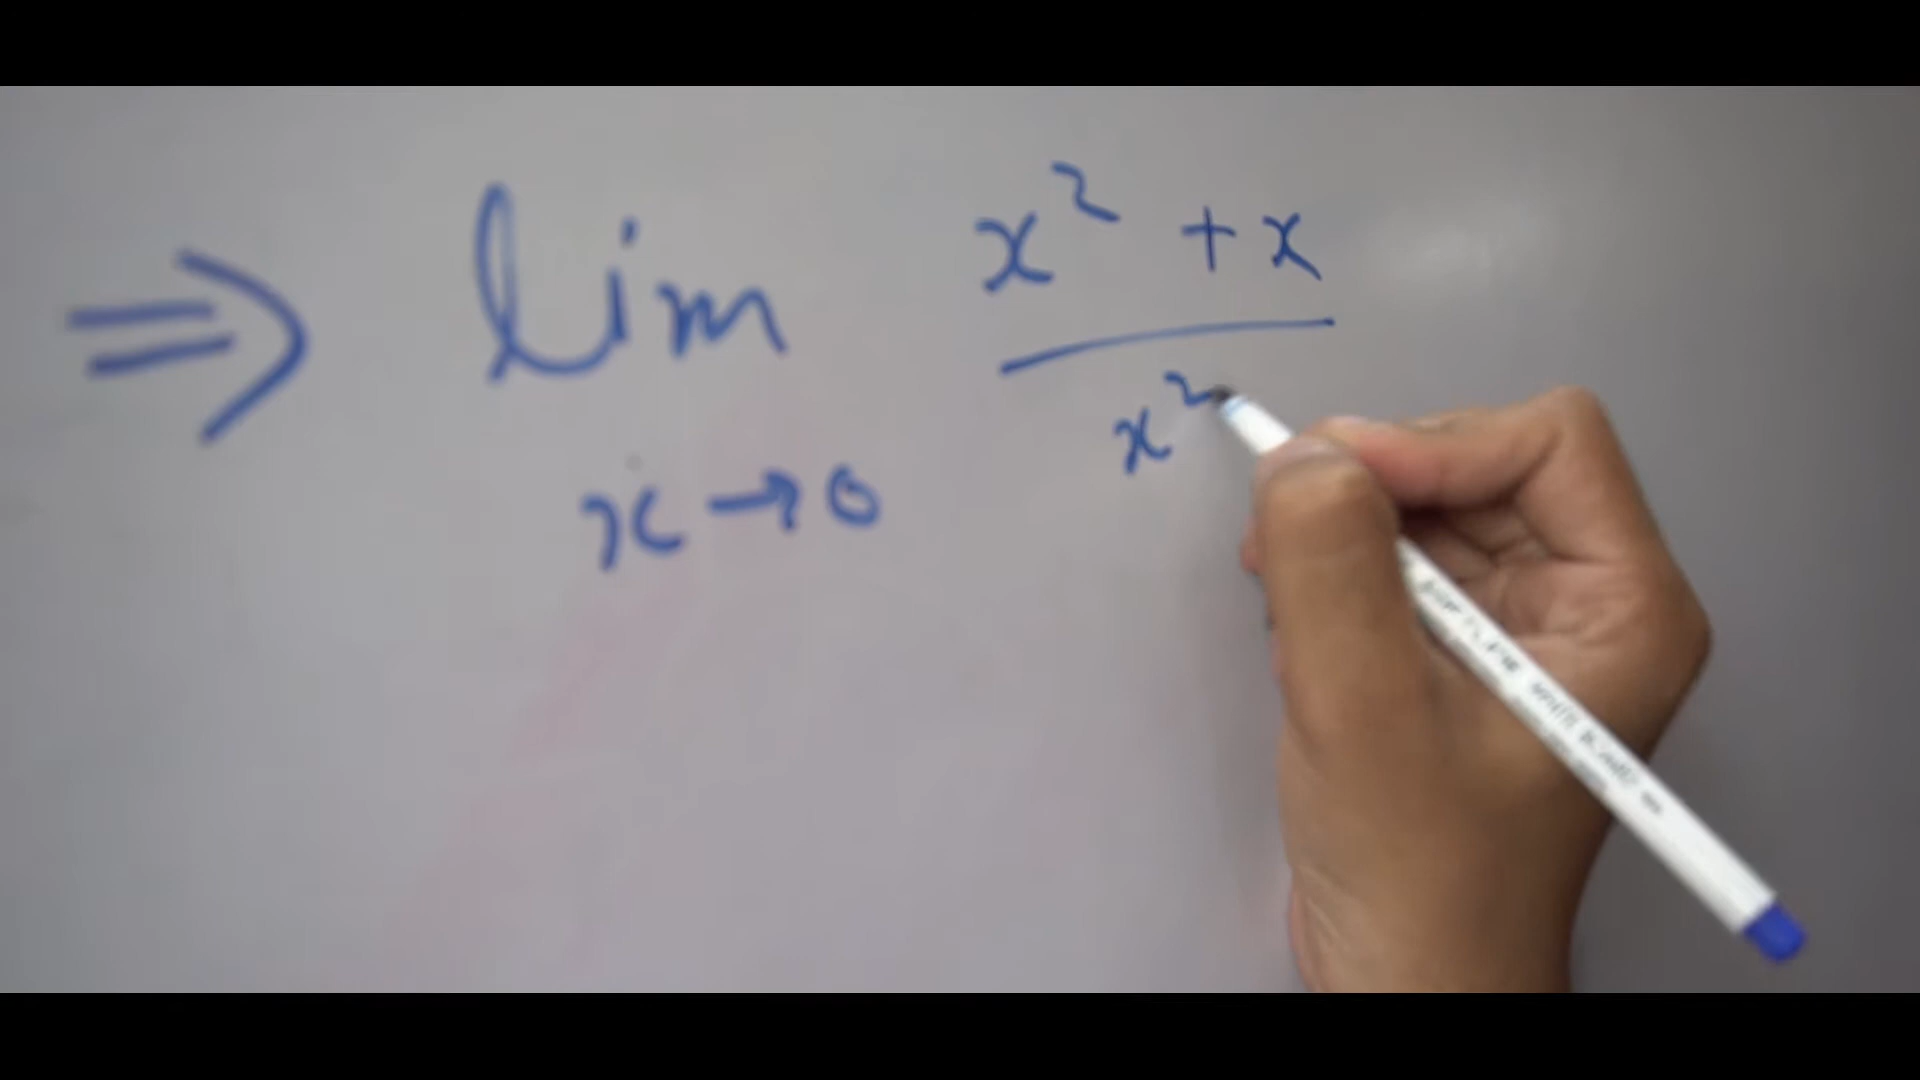 ⇒ lim x² + x
x → 0 x²